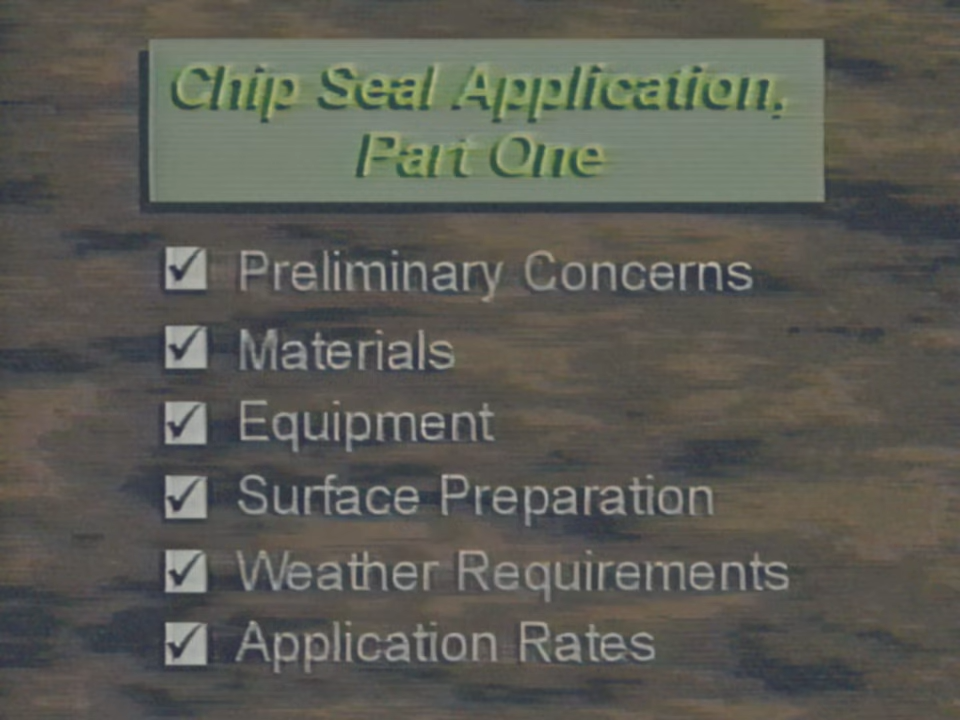 Chip Seal Application,
Part One
Preliminary Concerns
Materials
Equipment
Surface Preparation
Weather Requirements
Application Rates